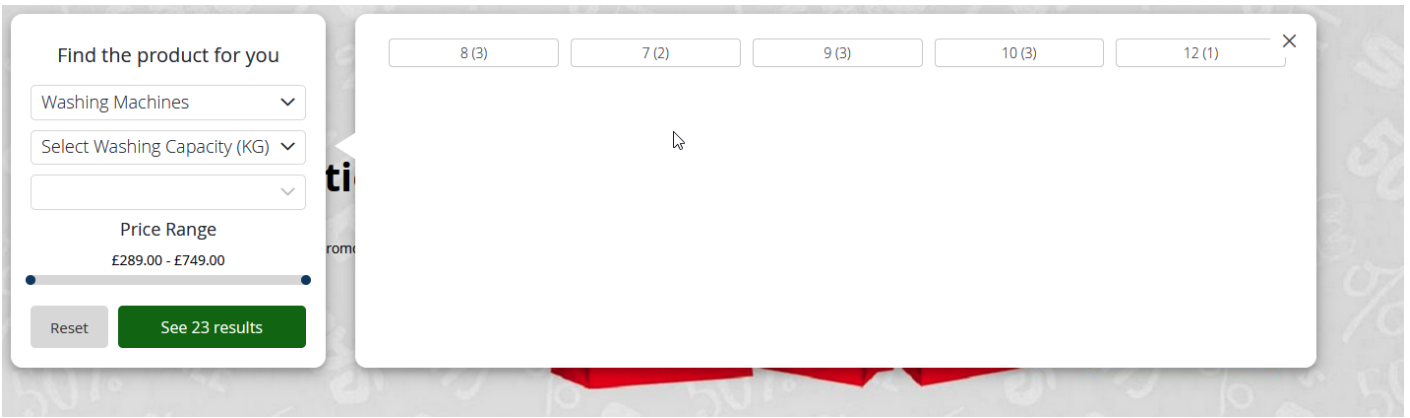 Find the product for you
Washing Machines
Select Washing Capacity (KG)
Price Range
£289.00 - £749.00
Reset
See 23 results
8 (3)
7 (2)
9 (3)
10 (3)
12 (1)